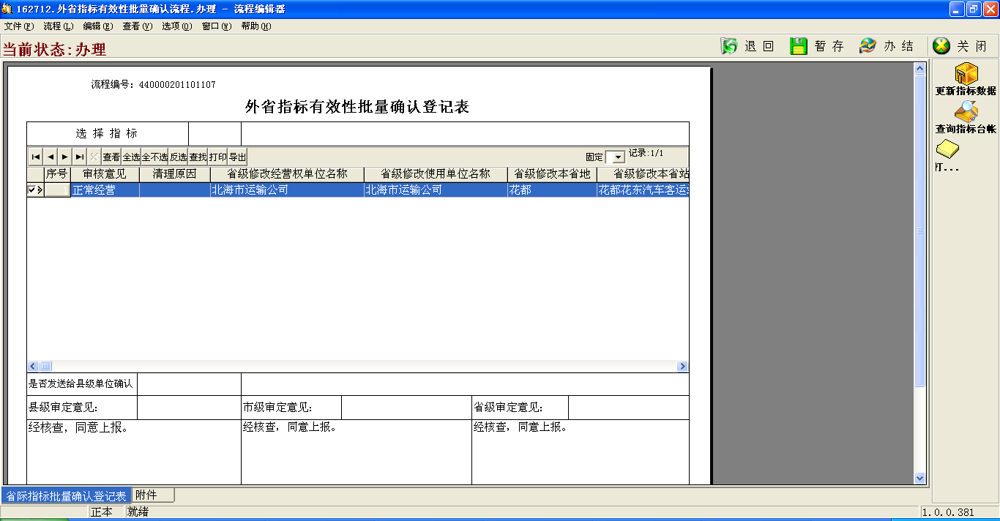 162712.外省指标有效性批量确认流程.办理 - 流程编辑器
文件(F) 流程(L) 编辑(E) 查看(V) 选项(O) 窗口(W) 帮助(H)
当前状态:办理
退 回 暂 存 办 结 关 闭
更新指标数据
查询指标台帐
打...
流程编号: 440000201101107
外省指标有效性批量确认登记表
选 择 指 标
查看 全选 全不选 反选 查找 打印 导出 固定 记录:1/1
序号 审核意见 清理原因 省级修改经营权单位名称 省级修改使用单位名称 省级修改本省地 省级修改本省站
1 正常经营 北海市运输公司 北海市运输公司 花都 花都花东汽车客运
是否发送给县级单位确认
县级审定意见: 市级审定意见: 省级审定意见:
经核查，同意上报。 经核查，同意上报。 经核查，同意上报。
省际指标批量确认登记表 附件
正本 就绪 1.0.0.381